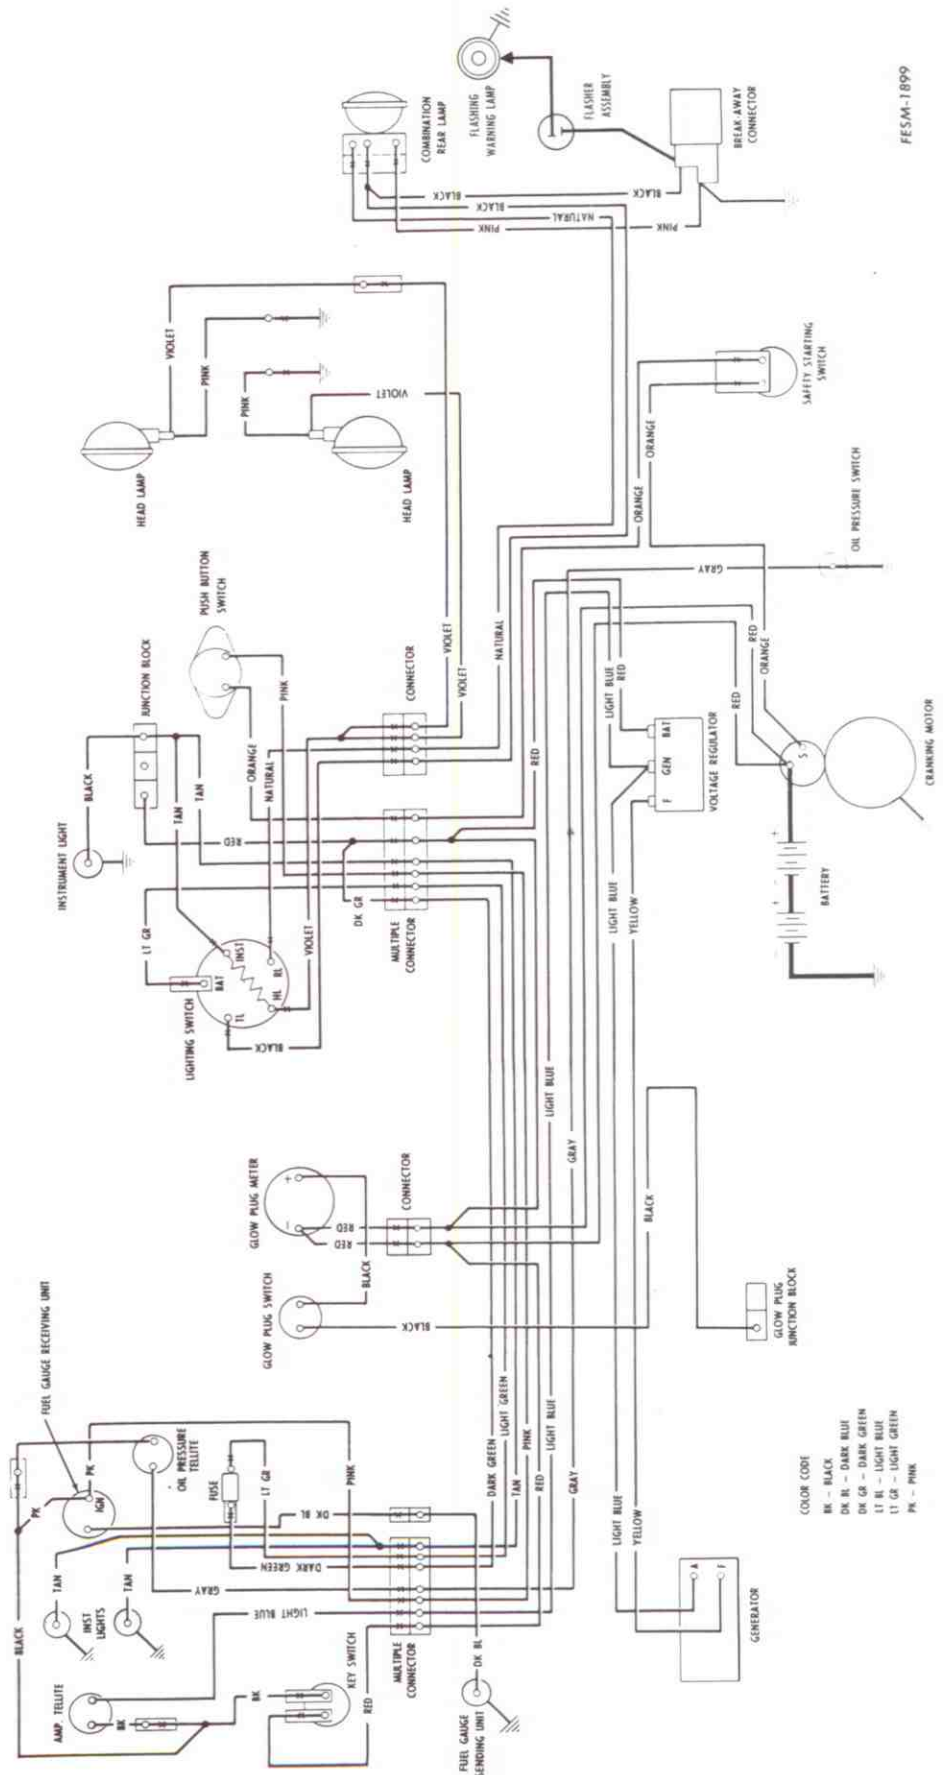 FUEL GAUGE RECEIVING UNIT
BLACK
PK
PK
IGN
OIL PRESSURE
TELLITE
TAN
TAN
INST
LIGHTS
AMP. TELLITE
BK
BK
KEY SWITCH
RED
GRAY
LIGHT BLUE
FUSE
LT GR
DARK GREEN
DK BL
PINK
MULTIPLE
CONNECTOR
DK BL
FUEL GAUGE
SENDING UNIT
GLOW PLUG METER
+
-
RED
RED
BLACK
GLOW PLUG SWITCH
BLACK
CONNECTOR
INSTRUMENT LIGHT
BLACK
JUNCTION BLOCK
TAN
TAN
LT GR
LIGHTING SWITCH
BAT
INST
TL
HL
RL
BLACK
VIOLET
NATURAL
ORANGE
PINK
RED
DK GR
PUSH BUTTON
SWITCH
MULTIPLE
CONNECTOR
CONNECTOR
HEAD LAMP
VIOLET
PINK
PINK
VIOLET
HEAD LAMP
VIOLET
VIOLET
NATURAL
COMBINATION
REAR LAMP
BLACK
BLACK
BLACK
NATURAL
PINK
PINK
FLASHING
WARNING LAMP
FLASHER
ASSEMBLY
BREAK-AWAY
CONNECTOR
DARK GREEN
LIGHT GREEN
TAN
PINK
RED
LIGHT BLUE
GRAY
LIGHT BLUE
GRAY
RED
LIGHT BLUE
RED
GRAY
ORANGE
ORANGE
RED
RED
ORANGE
SAFETY STARTING
SWITCH
OIL PRESSURE SWITCH
BAT
GEN
F
VOLTAGE REGULATOR
LIGHT BLUE
YELLOW
LIGHT BLUE
YELLOW
BLACK
GLOW PLUG
JUNCTION BLOCK
A
F
GENERATOR
+
+
BATTERY
S
CRANKING MOTOR
COLOR CODE
BK - BLACK
DK BL - DARK BLUE
DK GR - DARK GREEN
LT BL - LIGHT BLUE
LT GR - LIGHT GREEN
PK - PINK
FESM-1899